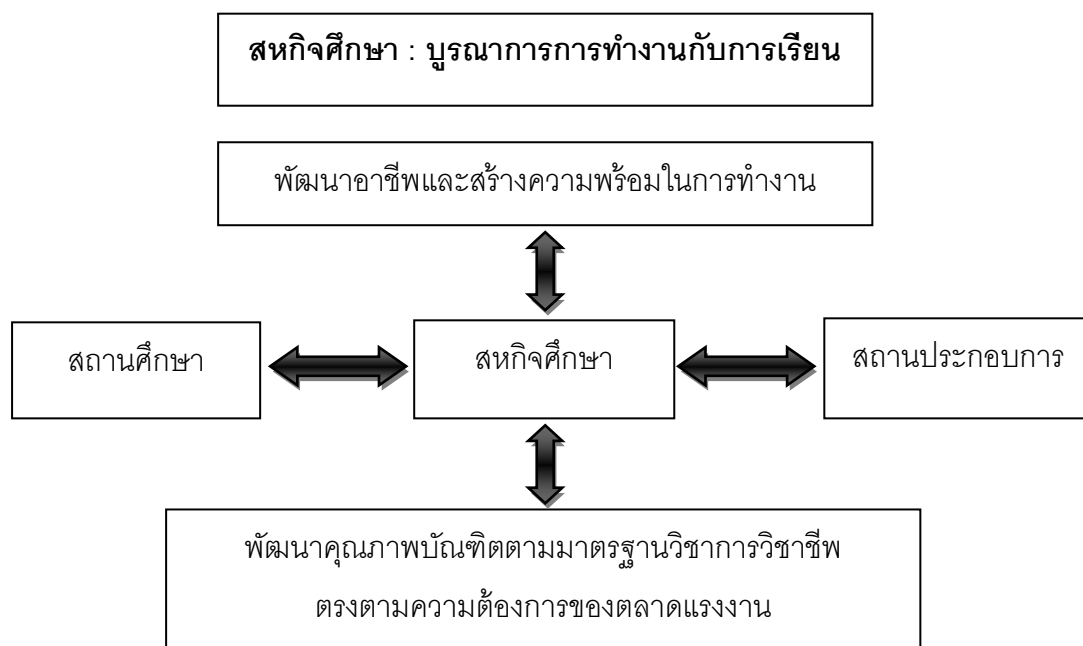 สหกิจศึกษา : บูรณาการการทำงานกับการเรียน
พัฒนาอาชีพและสร้างความพร้อมในการทำงาน
สถานศึกษา
สหกิจศึกษา
สถานประกอบการ
พัฒนาคุณภาพบัณฑิตตามมาตรฐานวิชาการวิชาชีพ
ตรงตามความต้องการของตลาดแรงงาน